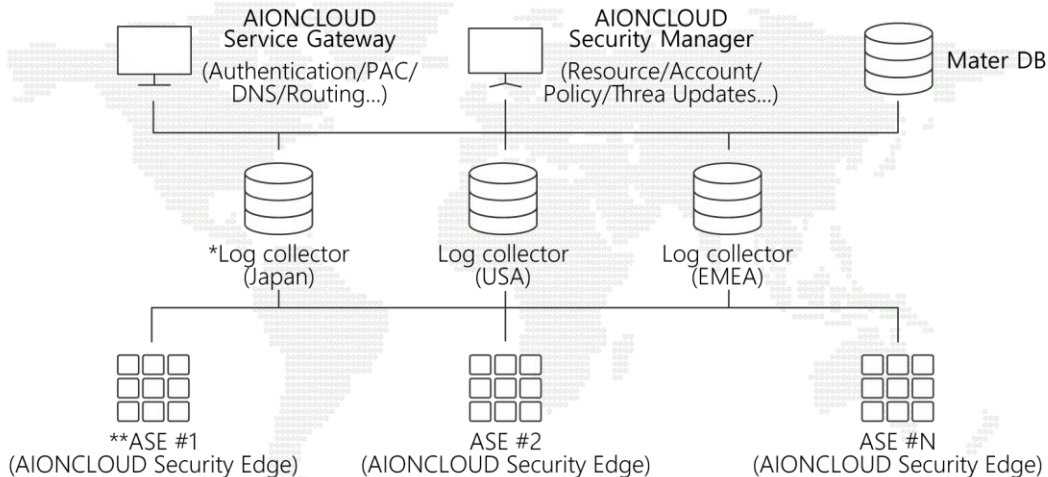 AIONCLOUD
Service Gateway
(Authentication/PAC/
DNS/Routing...)
AIONCLOUD
Security Manager
(Resource/Account/
Policy/Threa Updates...)
Mater DB
*Log collector
(Japan)
Log collector
(USA)
Log collector
(EMEA)
**ASE #1
(AIONCLOUD Security Edge)
ASE #2
(AIONCLOUD Security Edge)
ASE #N
(AIONCLOUD Security Edge)